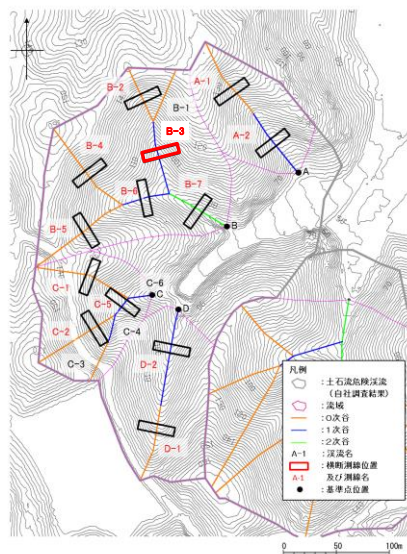 A-1
B-2
B-1
B-3
A-2
B-4
B-6
B-7
A
B-5
B
C-1
C-6
C
C-5
D
C-2
C-4
C-3
D-2
D-1
凡例
:土石流危険渓流
(自社調査結果)
:流域
:0次谷
:1次谷
:2次谷
A-1 :渓流名
:横断測線位置
A-1 及び測線名
:基準点位置
0 50 100m